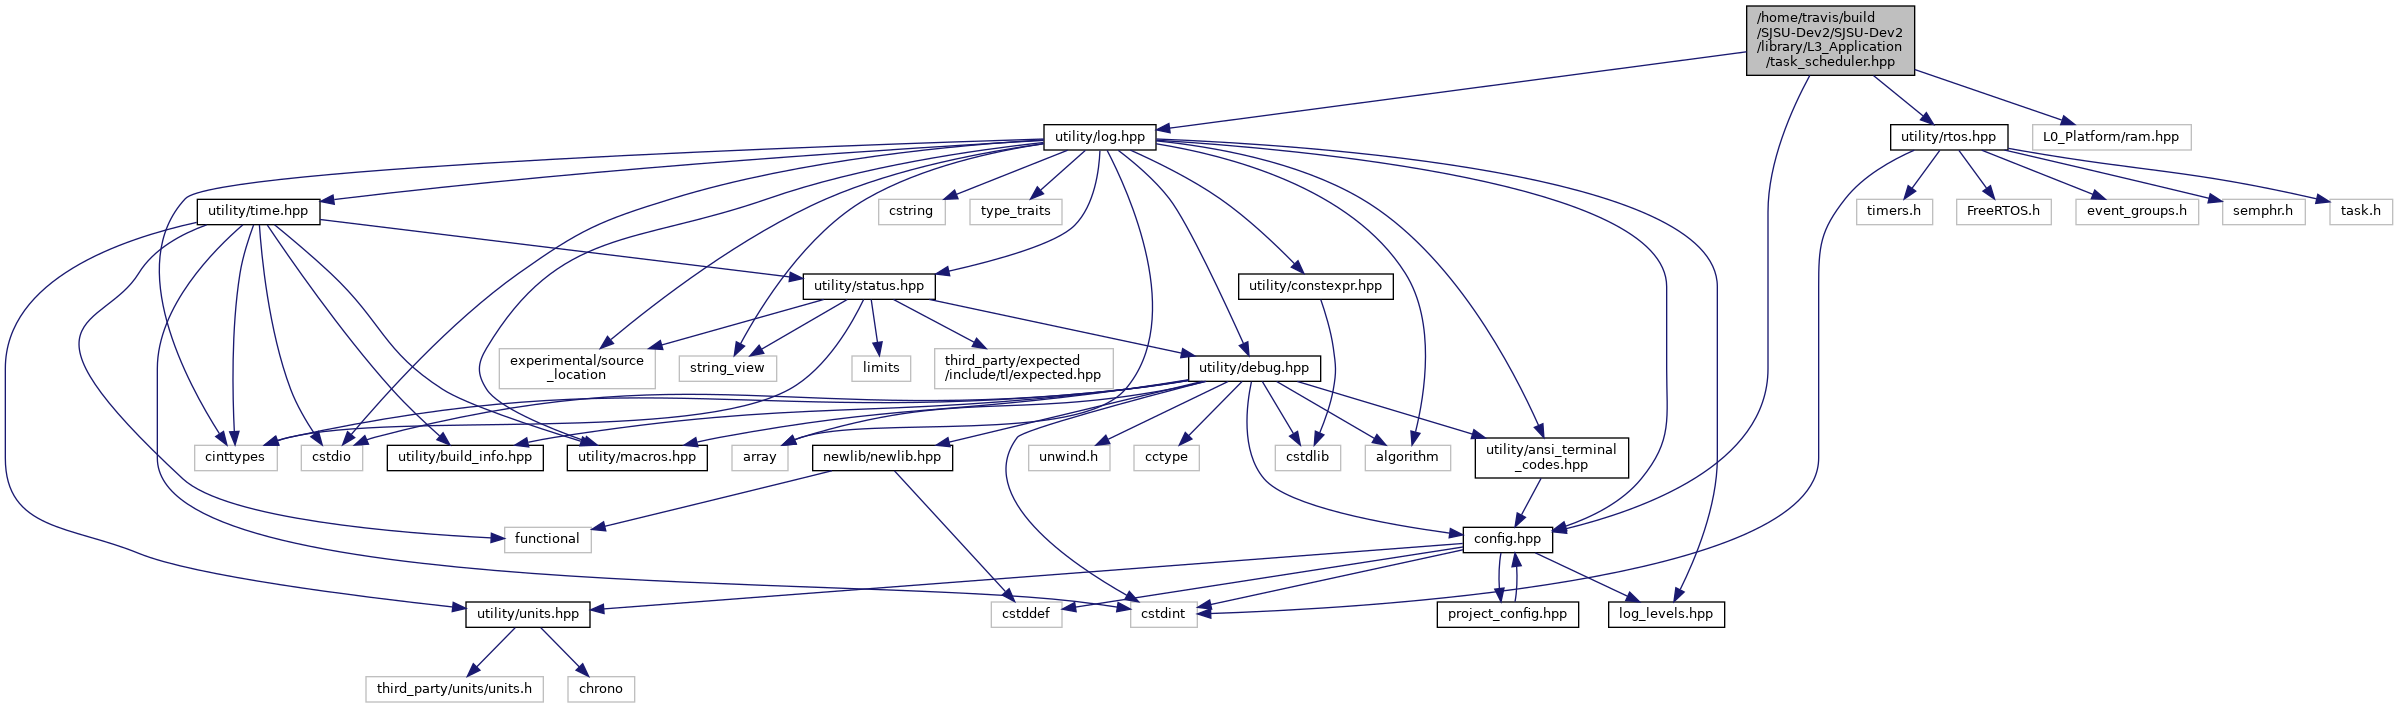 /home/travis/build
/SJSU-Dev2/SJSU-Dev2
/library/L3_Application
/task_scheduler.hpp
utility/log.hpp
utility/rtos.hpp
L0_Platform/ram.hpp
utility/time.hpp
cstring
type_traits
timers.h
FreeRTOS.h
event_groups.h
semphr.h
task.h
utility/status.hpp
utility/constexpr.hpp
experimental/source
_location
string_view
limits
third_party/expected
/include/tl/expected.hpp
utility/debug.hpp
cinttypes
cstdio
utility/build_info.hpp
utility/macros.hpp
array
newlib/newlib.hpp
unwind.h
cctype
cstdlib
algorithm
utility/ansi_terminal
_codes.hpp
functional
config.hpp
utility/units.hpp
cstddef
cstdint
project_config.hpp
log_levels.hpp
third_party/units/units.h
chrono